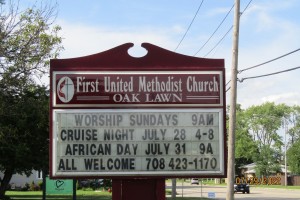 First United Methodist Church
OAK LAWN
WORSHIP SUNDAYS 9AM
CRUISE NIGHT JULY 28 4-8
AFRICAN DAY JULY 31 9A
ALL WELCOME 708 423-1170